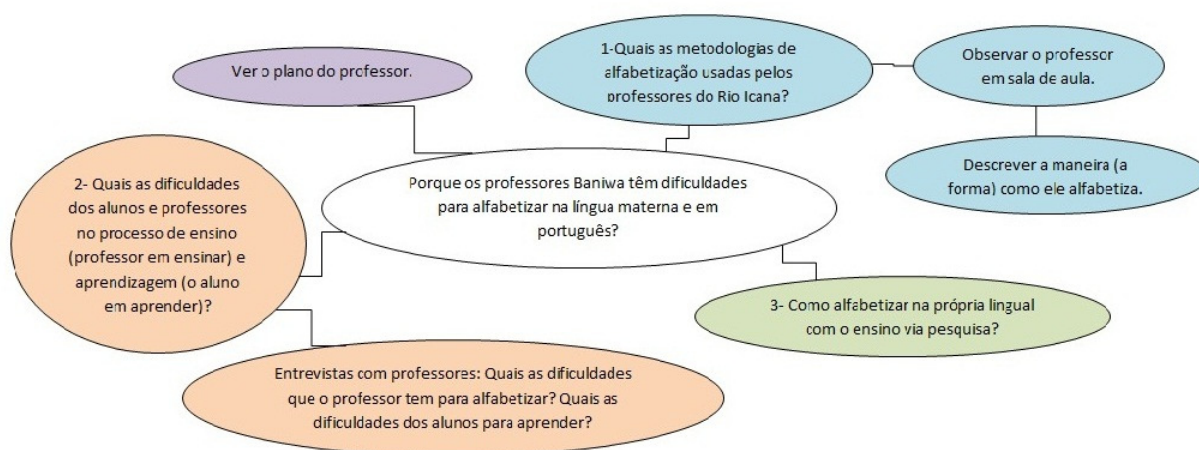 Ver o plano do professor.
1-Quais as metodologias de
alfabetização usadas pelos
professores do Rio Icana?
Observar o professor
em sala de aula.
Descrever a maneira (a
forma) como ele alfabetiza.
Porque os professores Baniwa têm dificuldades
para alfabetizar na língua materna e em
português?
2- Quais as dificuldades
dos alunos e professores
no processo de ensino
(professor em ensinar) e
aprendizagem (o aluno
em aprender)?
3- Como alfabetizar na própria lingual
com o ensino via pesquisa?
Entrevistas com professores: Quais as dificuldades
que o professor tem para alfabetizar? Quais as
dificuldades dos alunos para aprender?